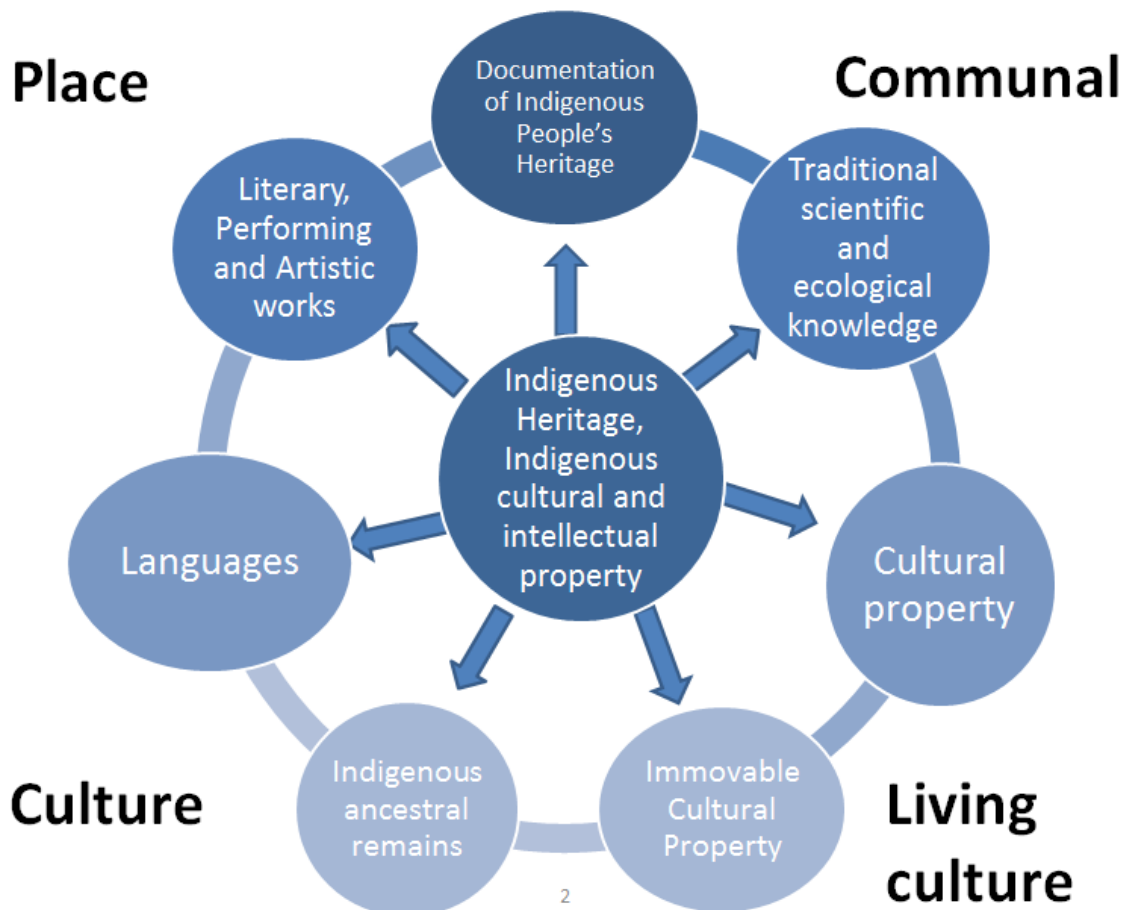 Place
Communal
Documentation
of Indigenous
People's
Heritage
Traditional
scientific
and
ecological
knowledge
Literary,
Performing
and Artistic
works
Indigenous
Heritage,
Indigenous
cultural and
intellectual
property
Languages
Cultural
property
Indigenous
ancestral
remains
Immovable
Cultural
Property
Culture
Living
culture
2